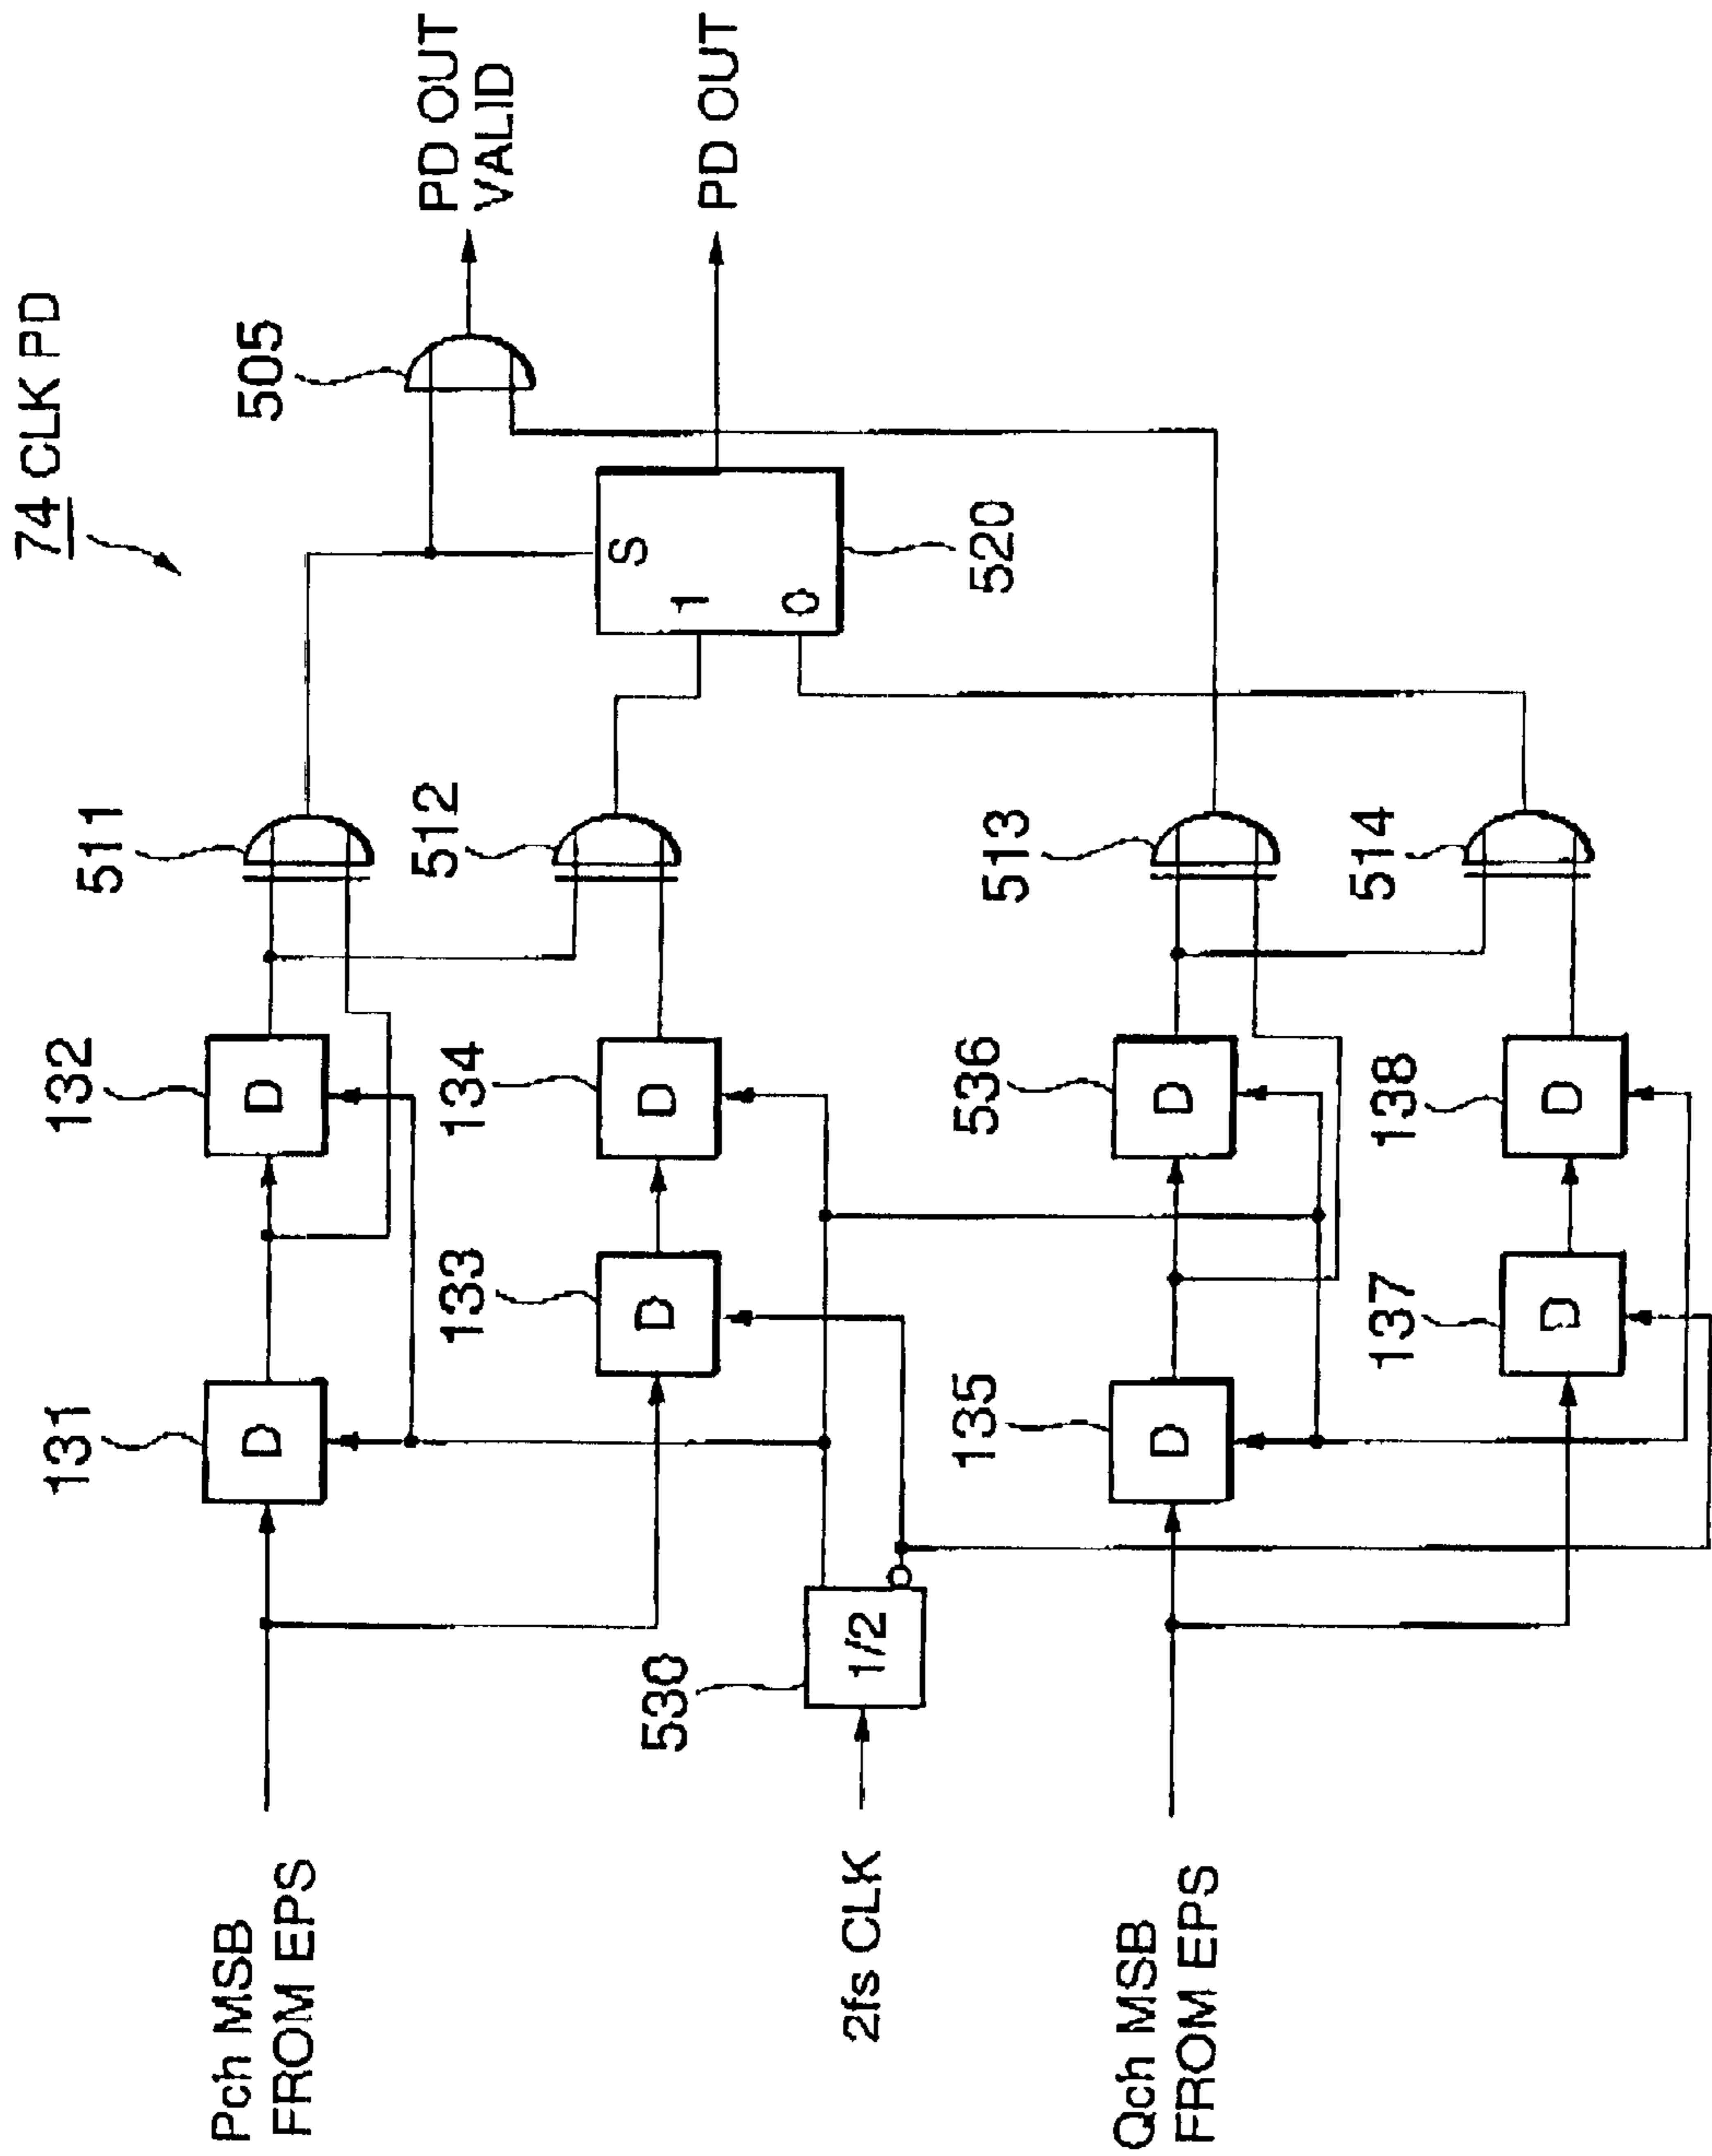 74 CLK PD
Pch MSB
FROM EPS
131
D
132
D
511
505
PD OUT
VALID
133
D
134
D
512
S
1
0
520
PD OUT
2fs CLK
530
1/2
Qch MSB
FROM EPS
135
D
536
D
513
137
D
138
D
514